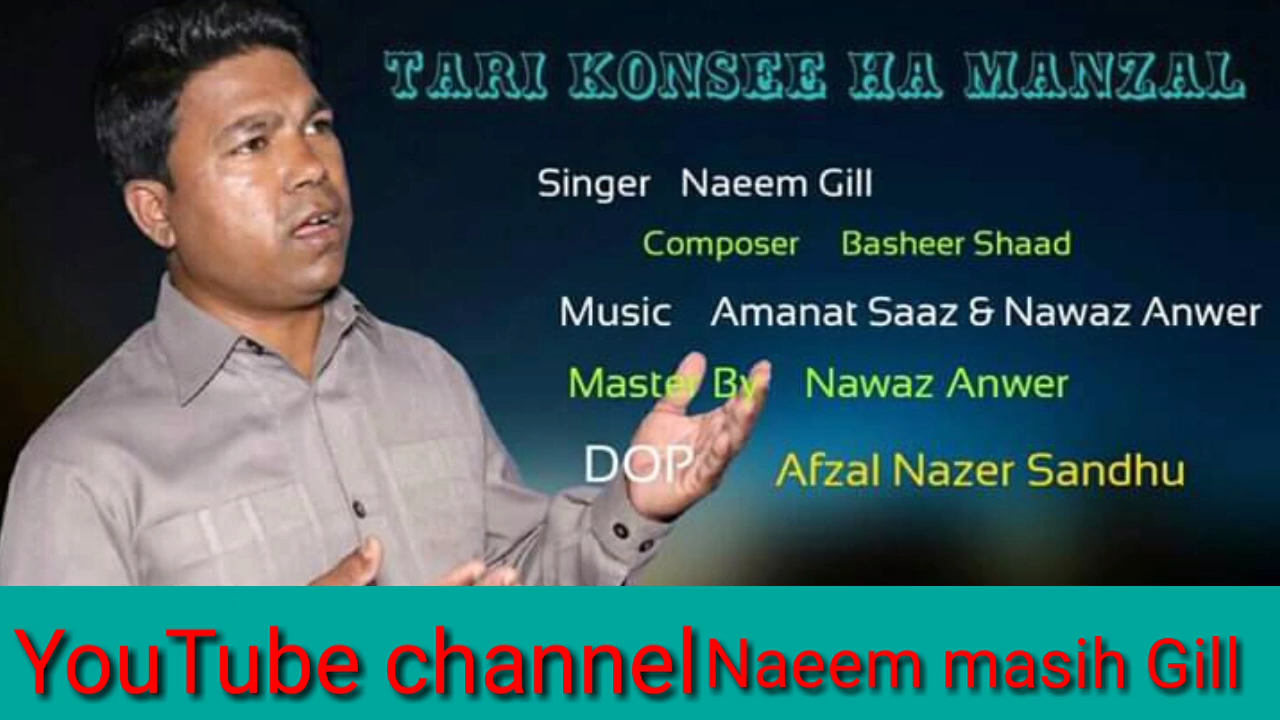 TARI KONSEE HA MANZAL
Singer Naeem Gill
Composer Basheer Shaad
Music Amanat Saaz & Nawaz Anwer
Master By Nawaz Anwer
DOP Afzal Nazer Sandhu
YouTube channel Naeem masih Gill